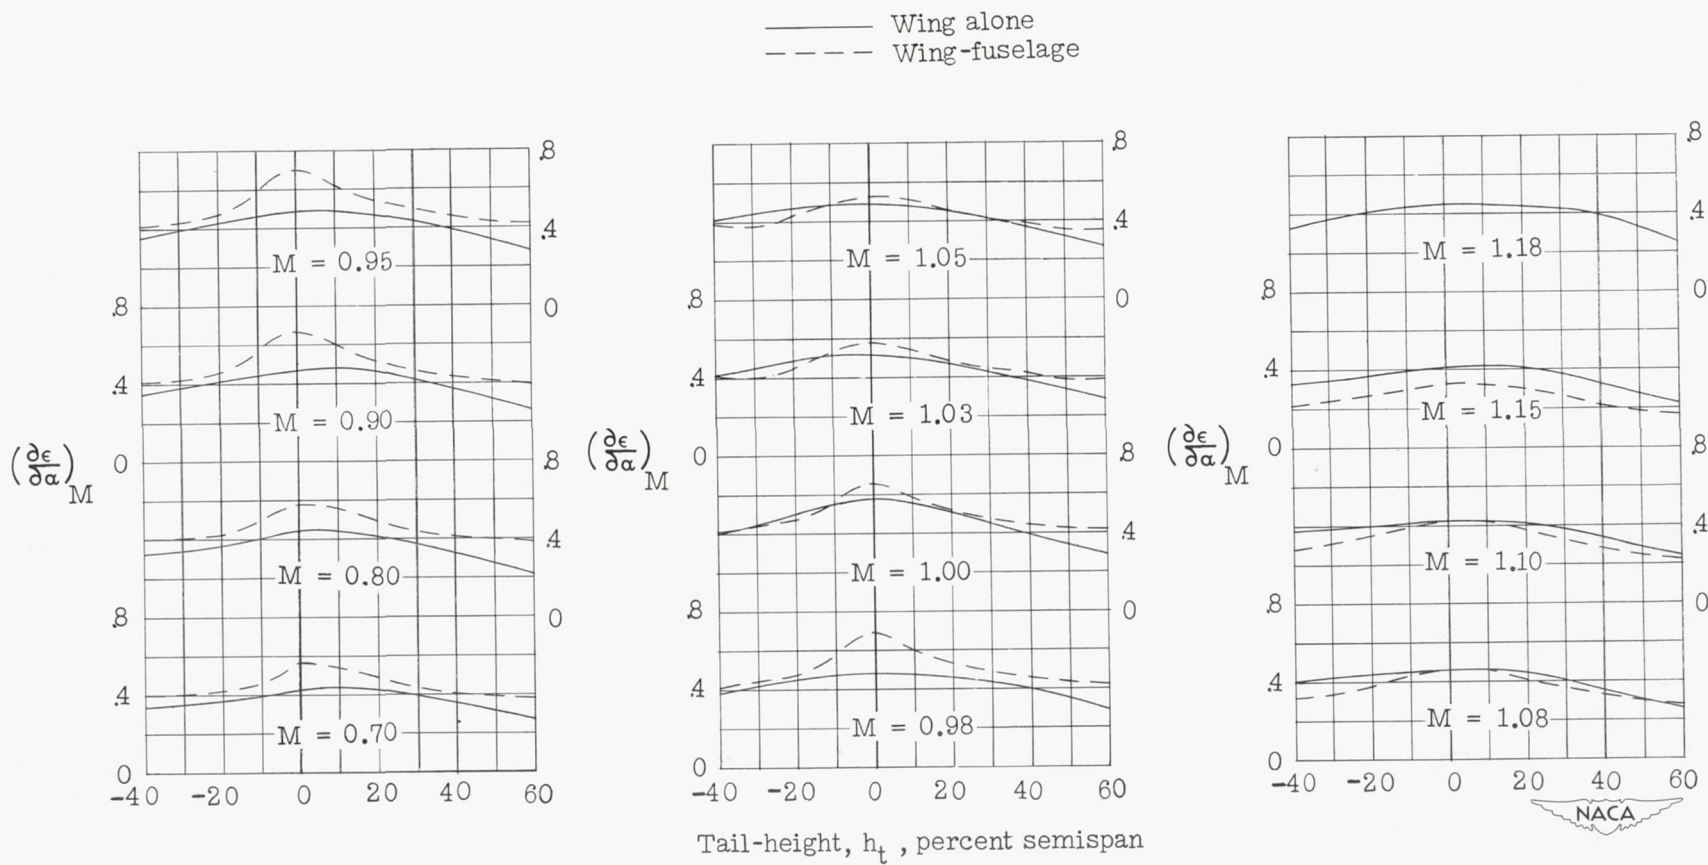 Wing alone
Wing-fuselage
.8
.4
M = 0.95
0
.8
.4
M = 0.90
0
.8
.4
M = 0.80
0
.8
.4
M = 0.70
0
(∂ϵ/∂α)M
-40 -20 0 20 40 60
.8
.4
M = 1.05
0
.8
.4
M = 1.03
0
.8
.4
M = 1.00
0
.8
.4
M = 0.98
0
(∂ϵ/∂α)M
-40 -20 0 20 40 60
.8
.4
M = 1.18
0
.8
.4
M = 1.15
0
.8
.4
M = 1.10
0
.8
.4
M = 1.08
0
(∂ϵ/∂α)M
-40 -20 0 20 40 60
NACA
Tail-height, ht , percent semispan